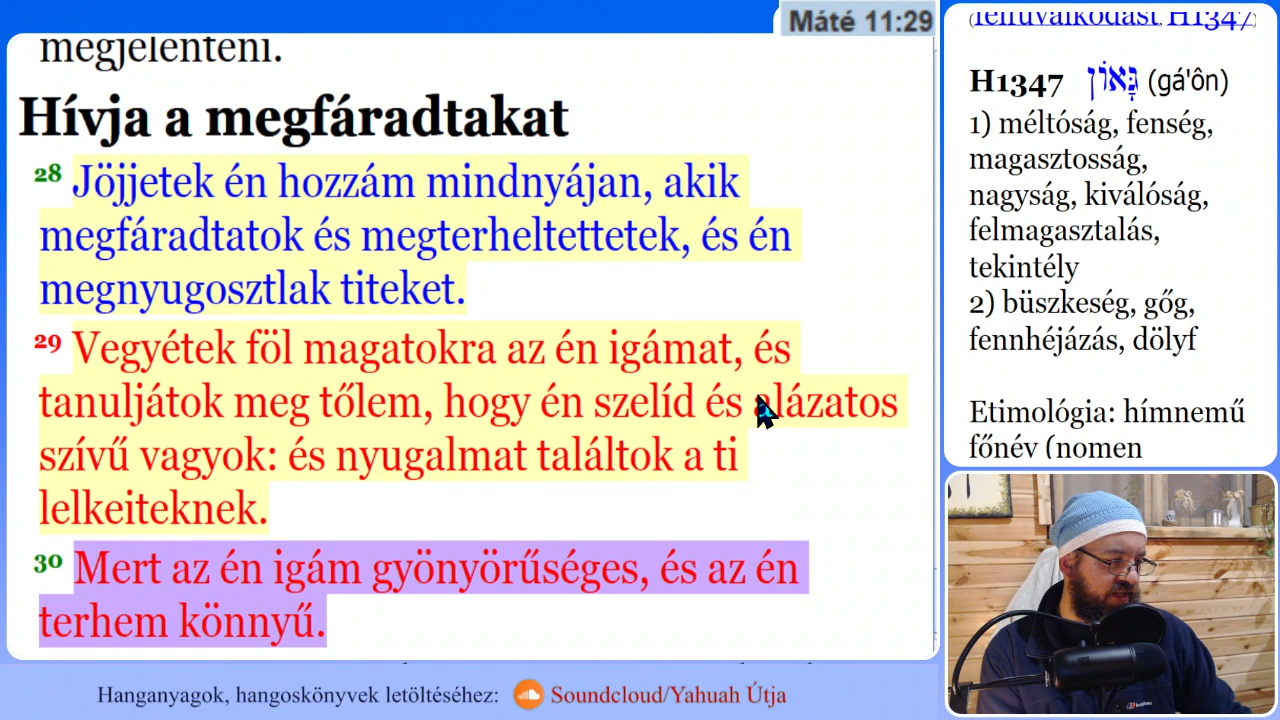 Máté 11:29
megjelenteni.
Hívja a megfáradtakat
28 Jöjjetek én hozzám mindnyájan, akik
megfáradtatok és megterheltettetek, és én
megnyugosztlak titeket.
29 Vegyétek föl magatokra az én igámat, és
tanuljátok meg tőlem, hogy én szelíd és alázatos
szívű vagyok: és nyugalmat találtok a ti
lelkeiteknek.
30 Mert az én igám gyönyörűséges, és az én
terhem könnyű.
(felfuvalkodást, H1347)
H1347 גָּאוֹן (gá'ôn)
1) méltóság, fenség,
magasztosság,
nagyság, kiválóság,
felmagasztalás,
tekintély
2) büszkeség, gőg,
fennhéjázás, dölyf
Etimológia: hímnemű
főnév (nomen
Hanganyagok, hangoskönyvek letöltéséhez: Soundcloud/Yahuah Útja